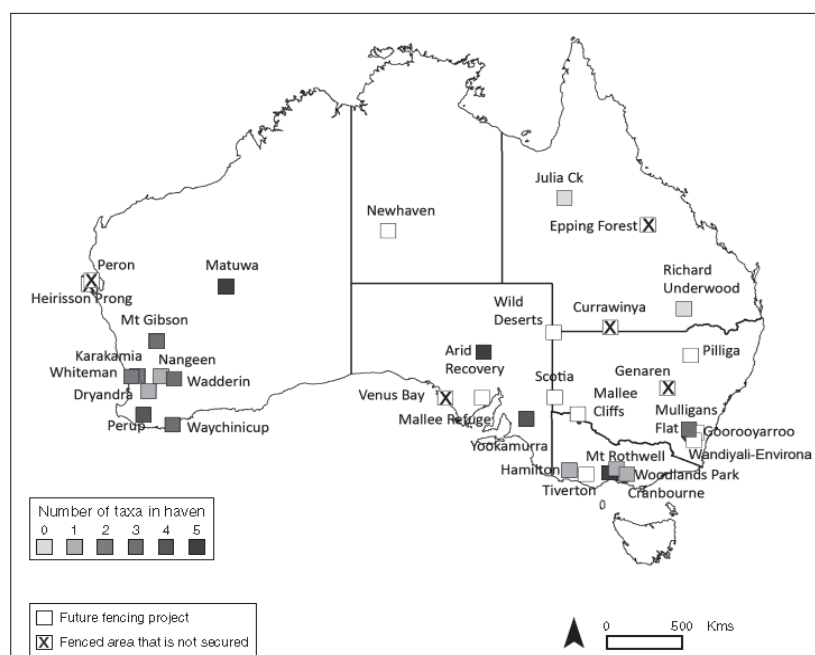 Julia Ck
Newhaven
Epping Forest
X
Peron
X
Matuwa
Richard
Underwood
Heirisson Prong
Wild
Deserts
Currawinya
X
Mt Gibson
Arid
Recovery
Pilliga
Karakamia
Nangeen
Genaren
X
Whiteman
Wadderin
Scotia
Mallee
Cliffs
Dryandra
Venus Bay
X
Mallee Refuge
Mulligans
Flat
Goorooyarroo
Perup
Waychinicup
Yookamurra
Wandiyali-Environa
Mt Rothwell
Hamilton
Woodlands Park
Tiverton
Cranbourne
Number of taxa in haven
0 1 2 3 4 5
Future fencing project
X Fenced area that is not secured
0 500 Kms